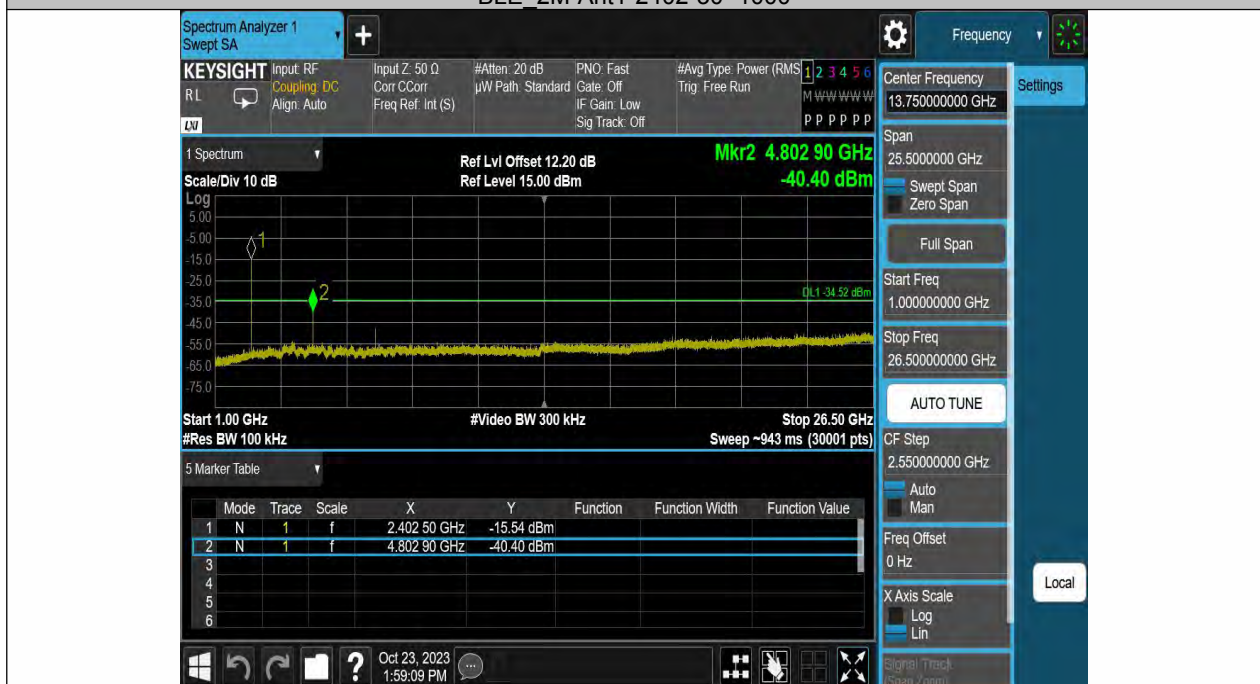 Spectrum Analyzer 1
Swept SA
+
Frequency
KEYSIGHT
RL
LXI
Input: RF
Coupling: DC
Align: Auto
Input Z: 50 Ω
Corr CCorr
Freq Ref: Int (S)
#Atten: 20 dB
µW Path: Standard
PNO: Fast
Gate: Off
IF Gain: Low
Sig Track: Off
#Avg Type: Power (RMS
Trig: Free Run
1 2 3 4 5 6
M W W W W W
P P P P P P
Center Frequency
13.750000000 GHz
Settings
Span
25.5000000 GHz
Swept Span
Zero Span
Full Span
Start Freq
1.000000000 GHz
Stop Freq
26.500000000 GHz
AUTO TUNE
CF Step
2.550000000 GHz
Auto
Man
Freq Offset
0 Hz
X Axis Scale
Log
Lin
Signal Track
Local
1 Spectrum
Scale/Div 10 dB
Ref Lvl Offset 12.20 dB
Ref Level 15.00 dBm
Mkr2 4.802 90 GHz
-40.40 dBm
Log
5.00
-5.00
-15.0
-25.0
-35.0
-45.0
-55.0
-65.0
-75.0
1
2
DL1 -34.52 dBm
Start 1.00 GHz
#Res BW 100 kHz
#Video BW 300 kHz
Stop 26.50 GHz
Sweep ~943 ms (30001 pts)
5 Marker Table
Mode Trace Scale X Y Function Function Width Function Value
1 N 1 f 2.402 50 GHz -15.54 dBm
2 N 1 f 4.802 90 GHz -40.40 dBm
3
4
5
6
?
Oct 23, 2023
1:59:09 PM